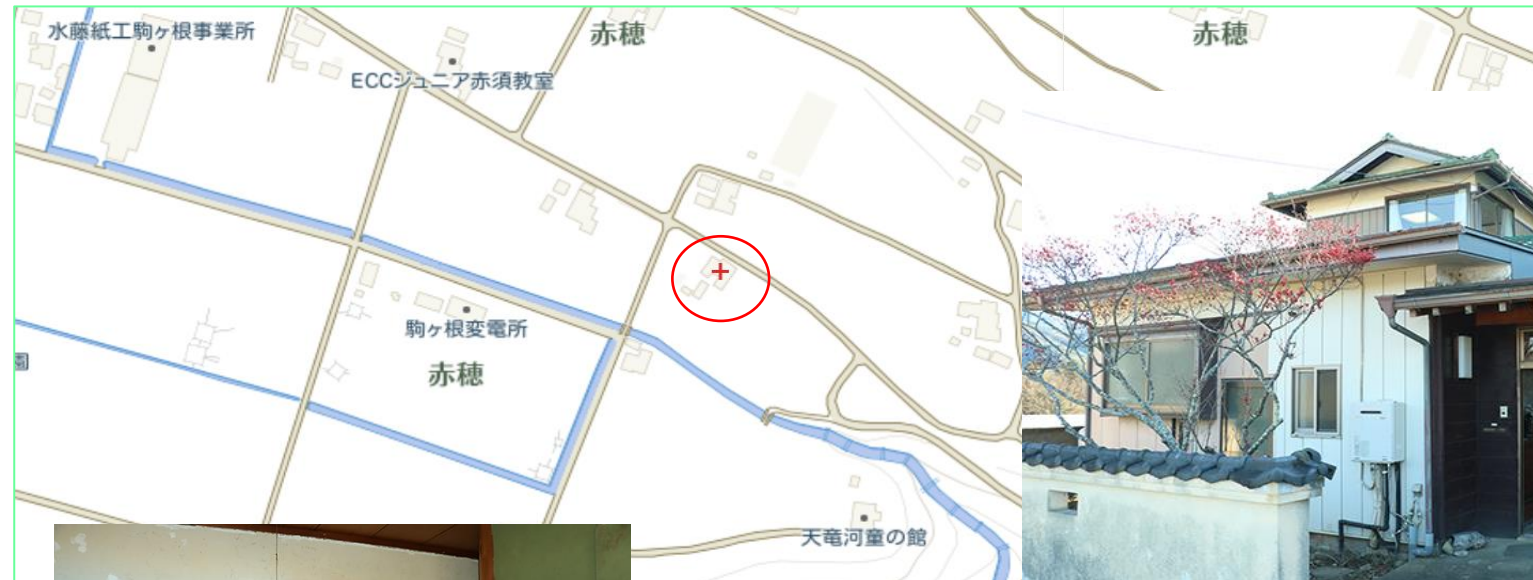 水藤紙工駒ヶ根事業所
赤穂
赤穂
ECCジュニア赤須教室
駒ヶ根変電所
赤穂
天竜河童の館